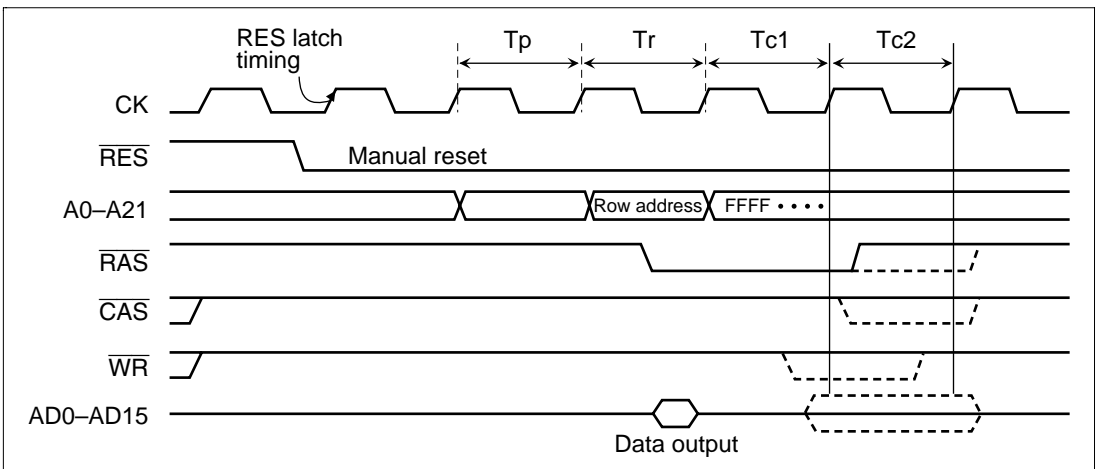 RES latch
timing
Tp
Tr
Tc1
Tc2
CK
RES
Manual reset
A0–A21
Row address
FFFF ····
RAS
CAS
WR
AD0–AD15
Data output